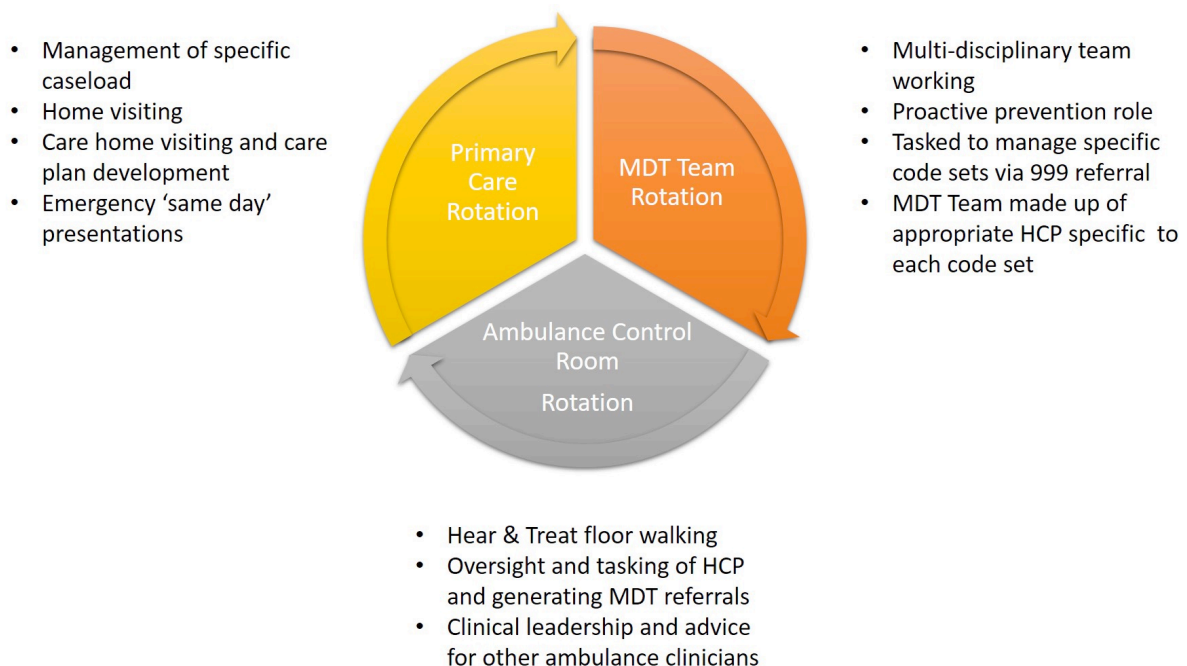 • Management of specific
caseload
• Home visiting
• Care home visiting and care
plan development
• Emergency ‘same day’
presentations
Primary
Care
Rotation
MDT Team
Rotation
• Multi-disciplinary team
working
• Proactive prevention role
• Tasked to manage specific
code sets via 999 referral
• MDT Team made up of
appropriate HCP specific to
each code set
Ambulance Control
Room
Rotation
• Hear & Treat floor walking
• Oversight and tasking of HCP
and generating MDT referrals
• Clinical leadership and advice
for other ambulance clinicians